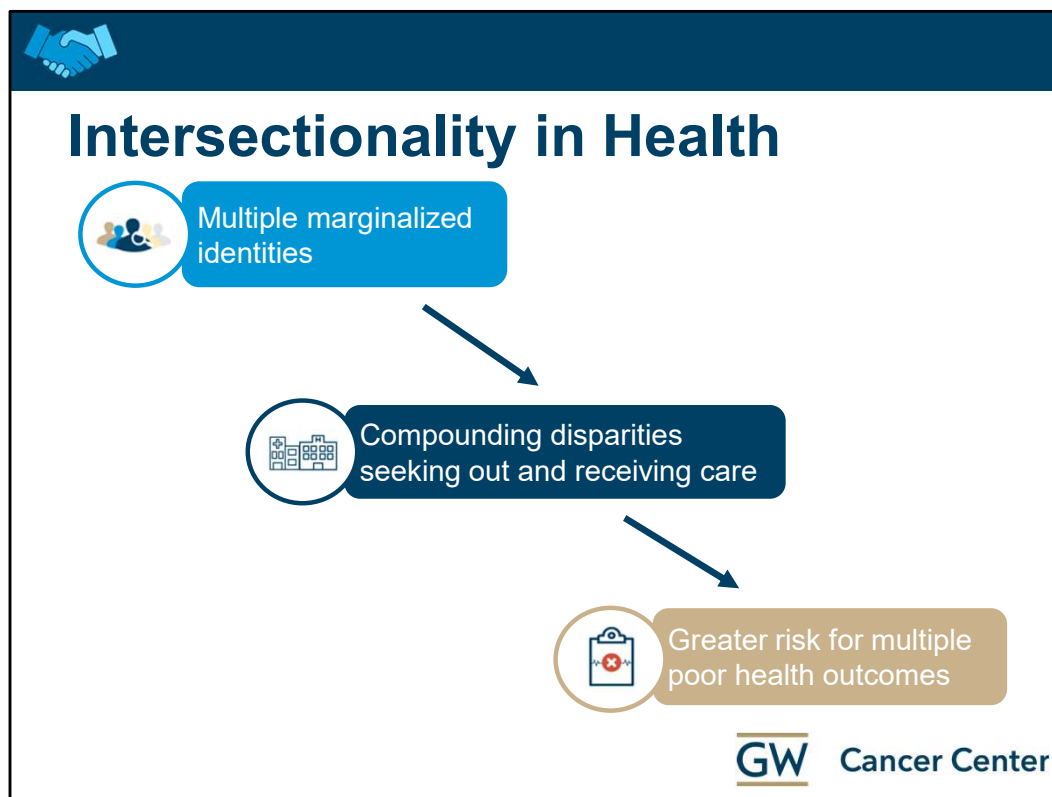 Intersectionality in Health
Multiple marginalized
identities
Compounding disparities
seeking out and receiving care
Greater risk for multiple
poor health outcomes
GW Cancer Center